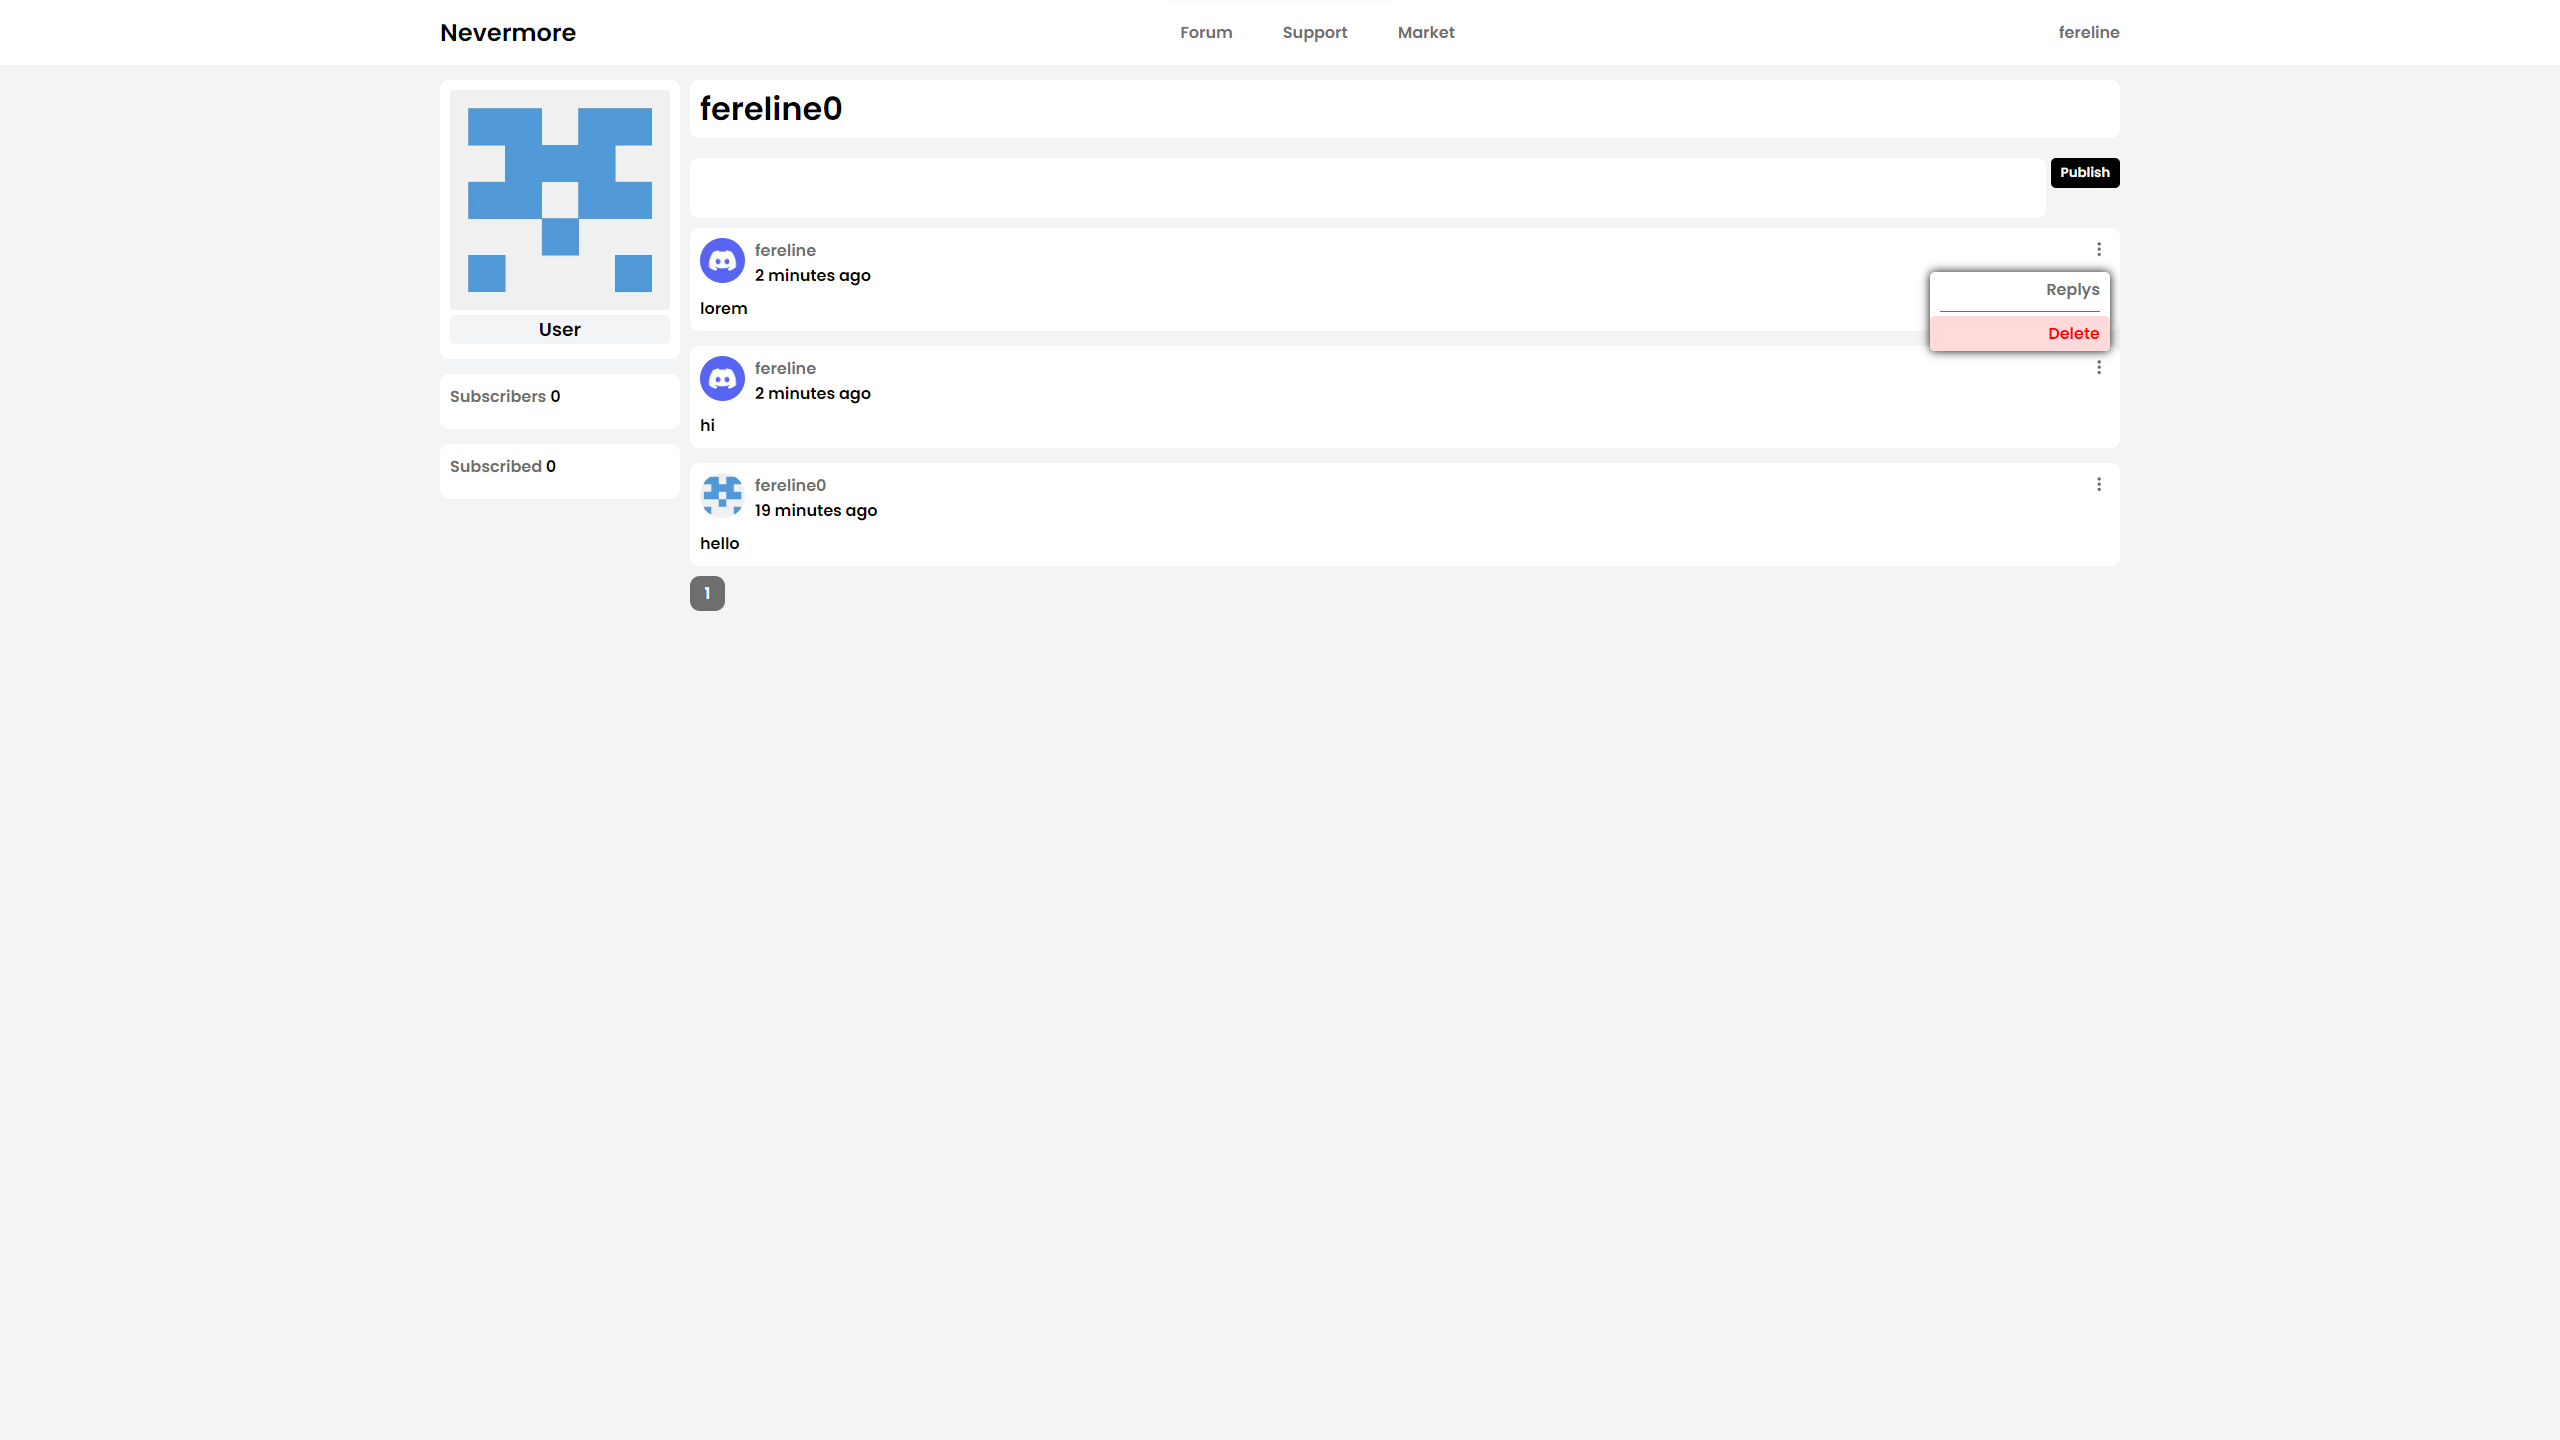 Nevermore
Forum
Support
Market
fereline
User
Subscribers 0
Subscribed 0
fereline0
Publish
fereline
2 minutes ago
lorem
Replys
Delete
fereline
2 minutes ago
hi
fereline0
19 minutes ago
hello
1